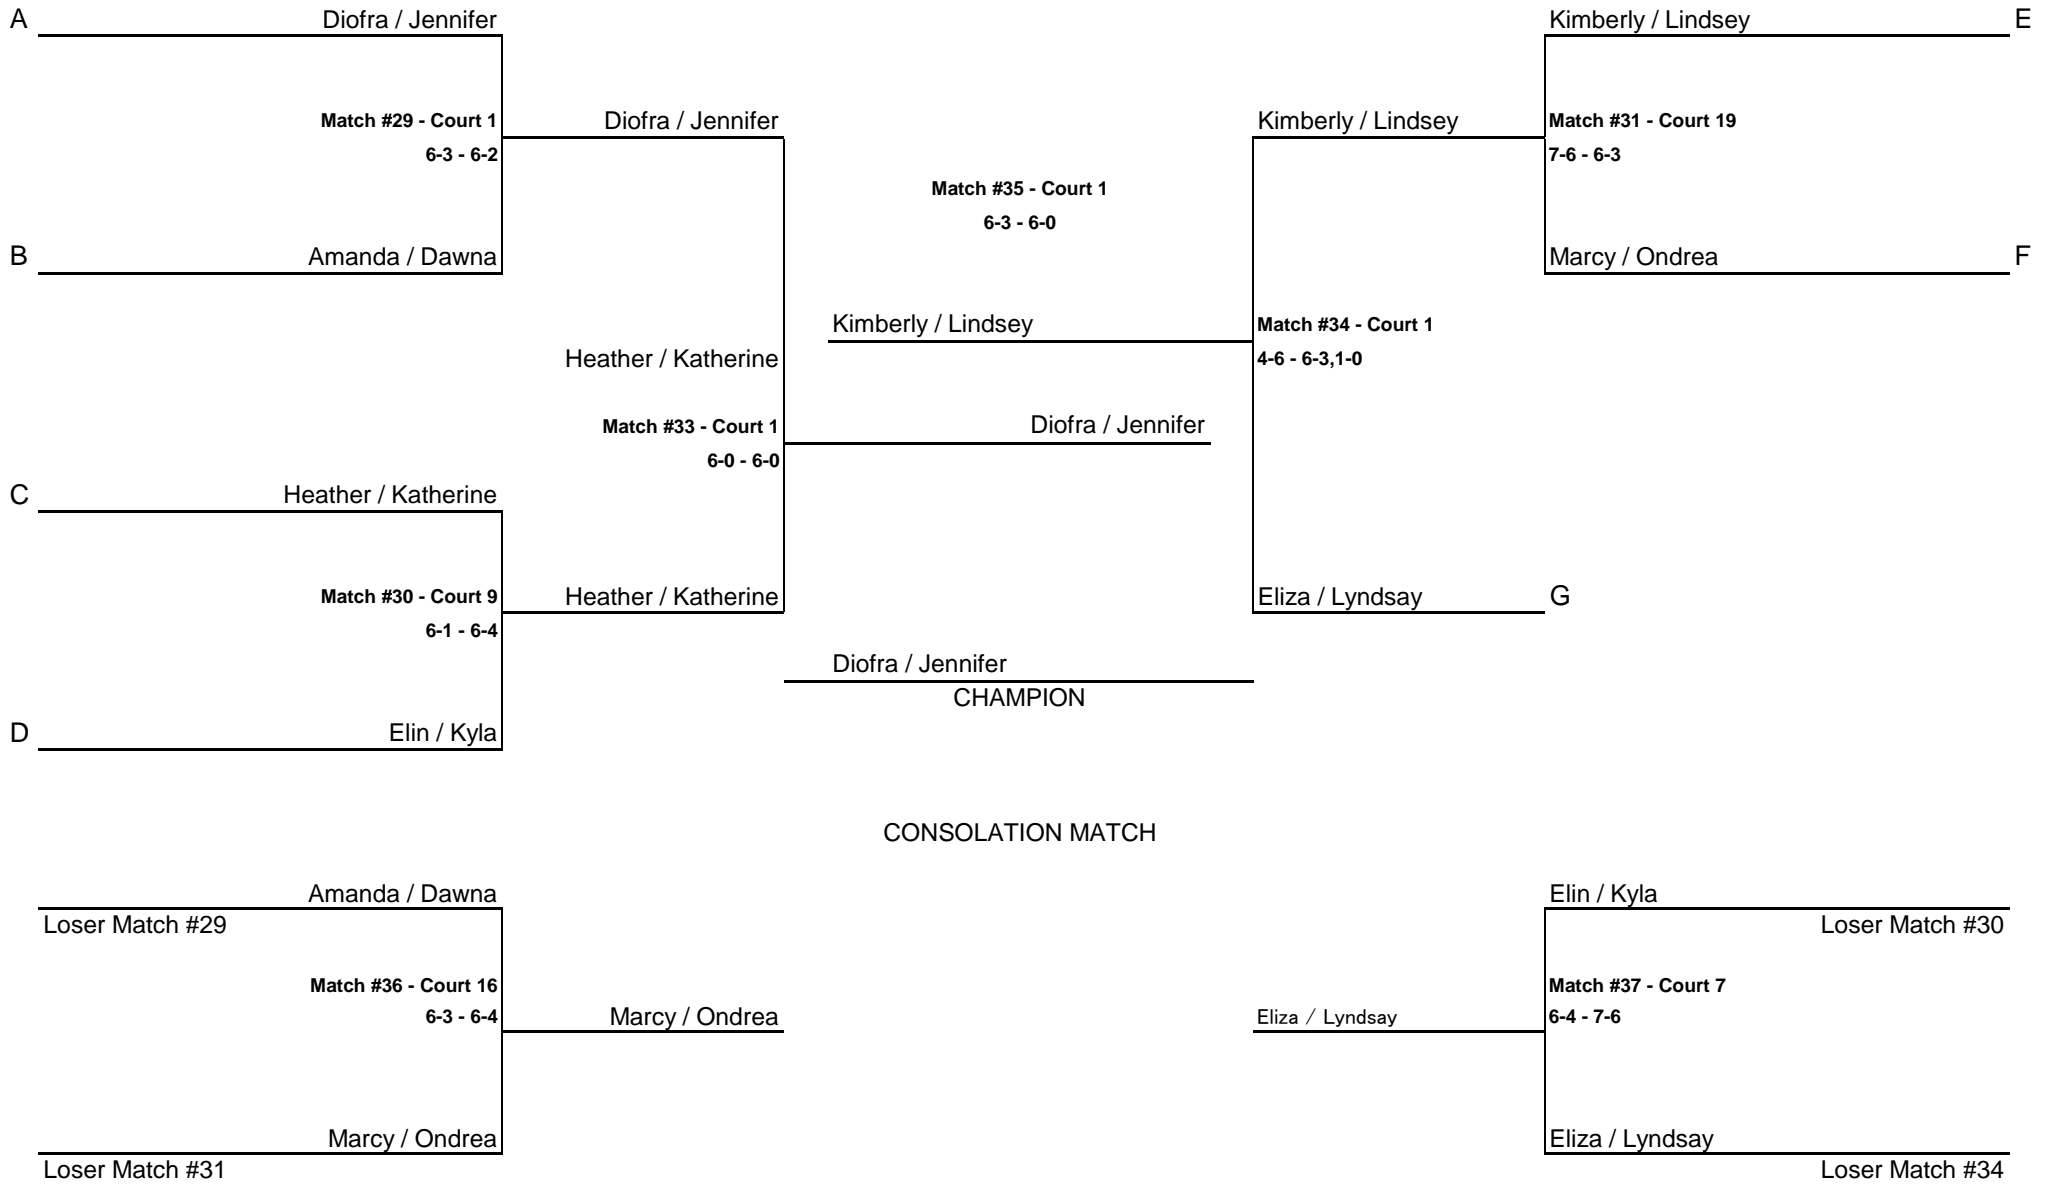 A
Diofra / Jennifer
Match #29 - Court 1
6-3 - 6-2
B
Amanda / Dawna
Diofra / Jennifer
Heather / Katherine
Match #33 - Court 1
6-0 - 6-0
C
Heather / Katherine
Match #30 - Court 9
6-1 - 6-4
Heather / Katherine
D
Elin / Kyla
Match #35 - Court 1
6-3 - 6-0
Kimberly / Lindsey
Diofra / Jennifer
Diofra / Jennifer
CHAMPION
Kimberly / Lindsey
E
Kimberly / Lindsey
Match #31 - Court 19
7-6 - 6-3
Marcy / Ondrea
F
Match #34 - Court 1
4-6 - 6-3,1-0
Eliza / Lyndsay
G
CONSOLATION MATCH
Amanda / Dawna
Loser Match #29
Match #36 - Court 16
6-3 - 6-4
Marcy / Ondrea
Marcy / Ondrea
Loser Match #31
Elin / Kyla
Loser Match #30
Match #37 - Court 7
6-4 - 7-6
Eliza / Lyndsay
Eliza / Lyndsay
Loser Match #34